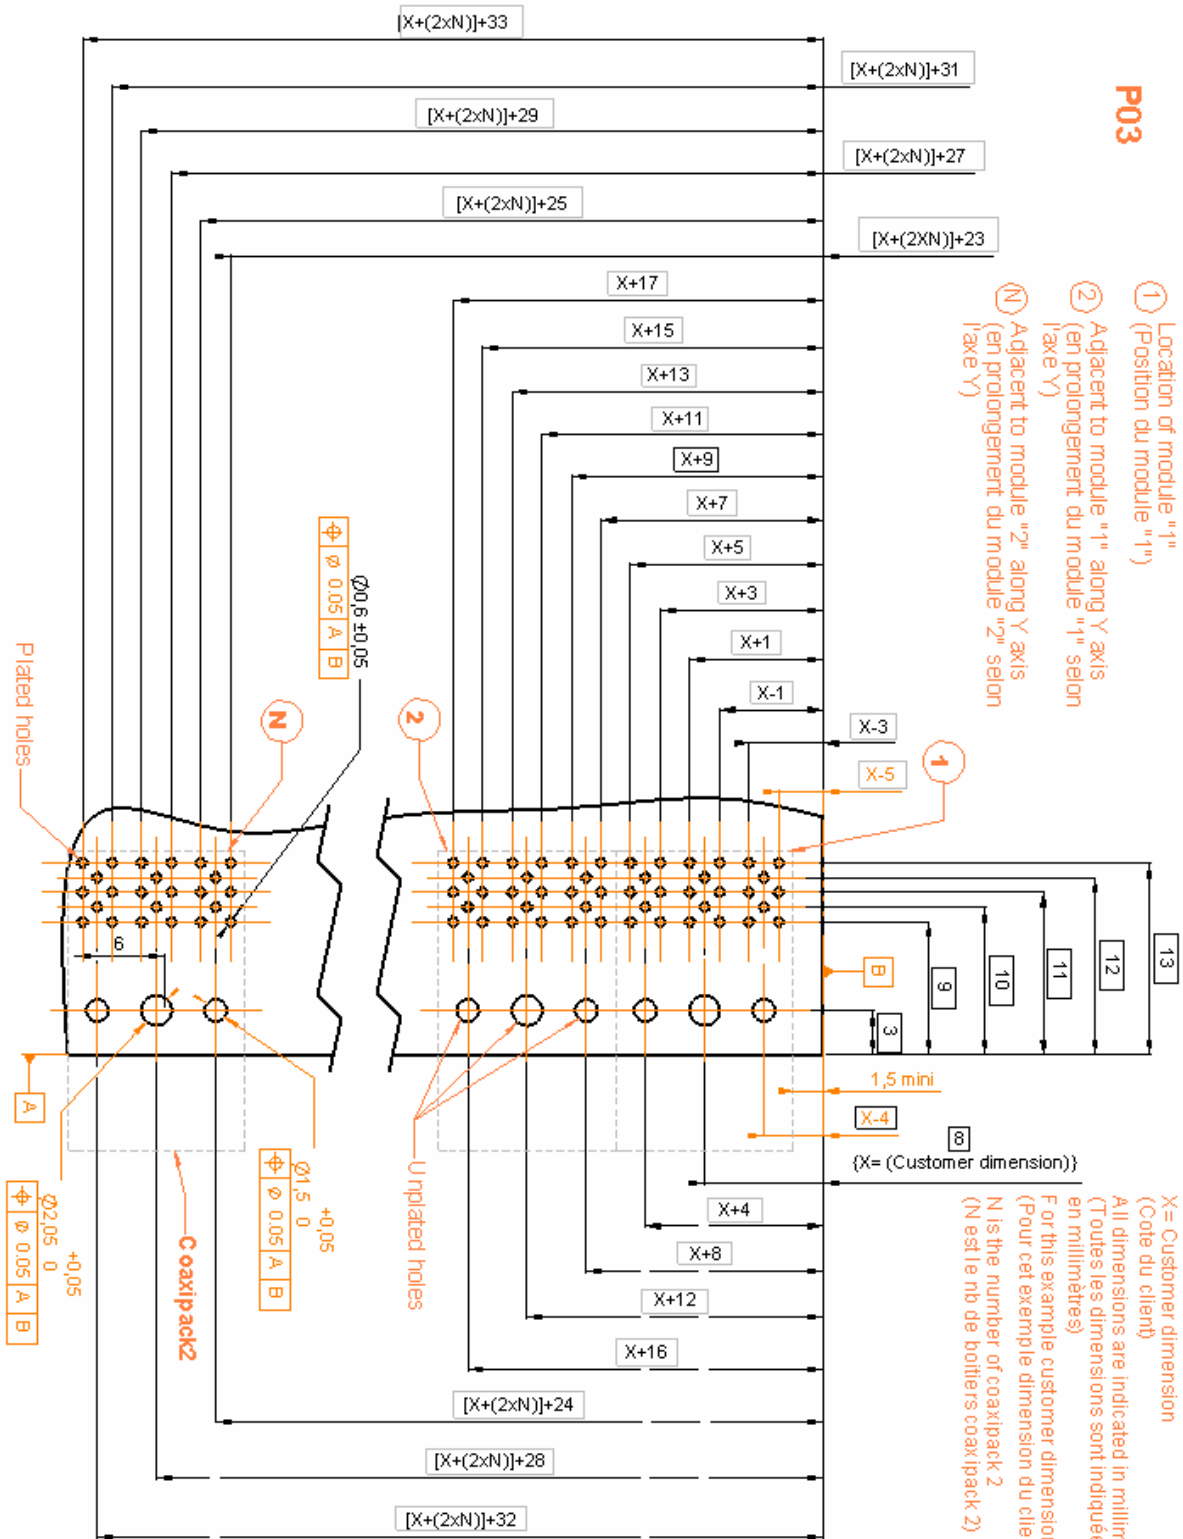 P03
[X+(2xN)]+33
[X+(2xN)]+31
[X+(2xN)]+29
[X+(2xN)]+27
[X+(2xN)]+25
[X+(2XN)]+23
X+17
X+15
X+13
X+11
X+9
X+7
X+5
X+3
X+1
X-1
X-3
X-5
1 Location of module "1"
(Position du module "1")
2 Adjacent to module "1" along Y axis
(en prolongement du module "1" selon
l'axe Y)
N Adjacent to module "2" along Y axis
(en prolongement du module "2" selon
l'axe Y)
Ø0,6 ±0,05
⌖ Ø 0.05 A B
Plated holes
N
2
1
6
B
3
9
10
11
12
13
A
1,5 mini
X-4
8
{X= (Customer dimension)}
X+4
X+8
X+12
X+16
[X+(2xN)]+24
[X+(2xN)]+28
[X+(2xN)]+32
Unplated holes
+0,05
Ø1,5 0
⌖ Ø 0.05 A B
Coaxipack2
+0,05
Ø2,05 0
⌖ Ø 0.05 A B
X= Customer dimension
(Cote du client)
All dimensions are indicated in
(Toutes les dimensions sont
en millimètres)
For this example customer
(Pour cet exemple dimension du
N is the number of coaxipack 2
(N est le nb de boitiers coaxipack 2)